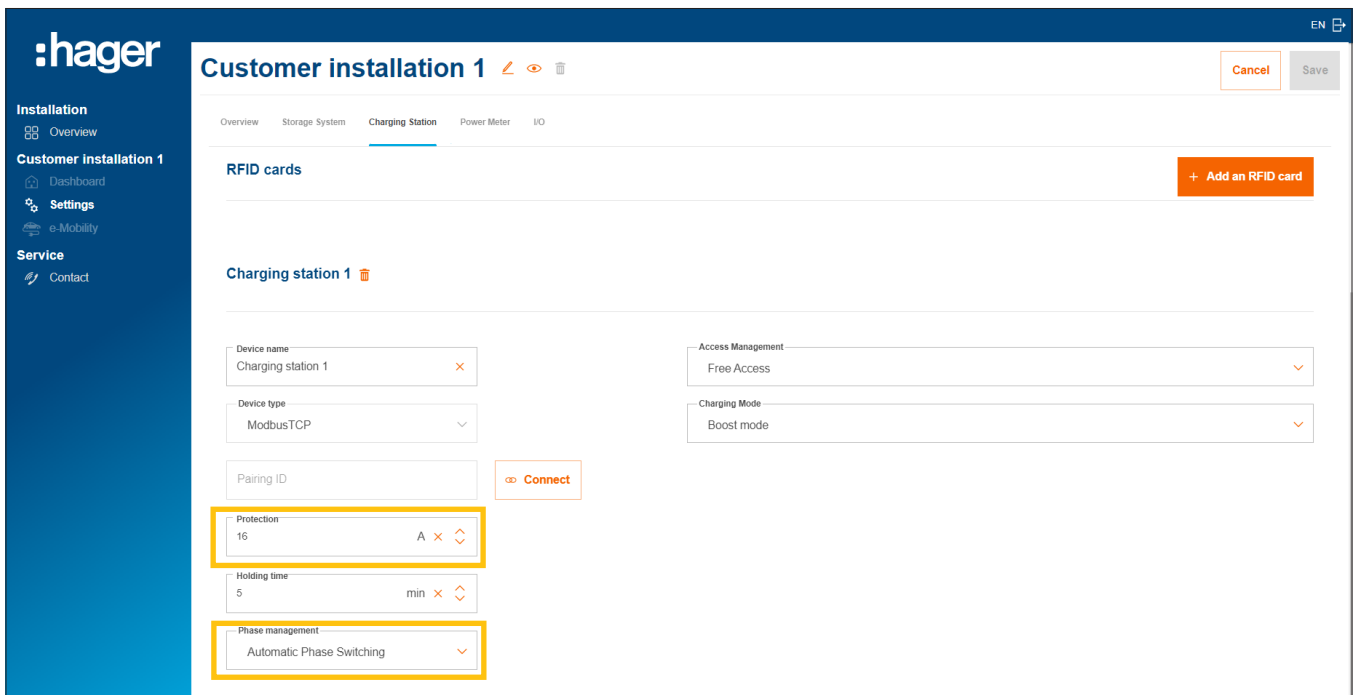 EN
:hager
Installation
Overview
Customer installation 1
Dashboard
Settings
e-Mobility
Service
Contact
Customer installation 1
Cancel
Save
Overview Storage System Charging Station Power Meter I/O
RFID cards
+ Add an RFID card
Charging station 1
Device name
Charging station 1
Device type
ModbusTCP
Pairing ID
Connect
Protection
16 A
Holding time
5 min
Phase management
Automatic Phase Switching
Access Management
Free Access
Charging Mode
Boost mode